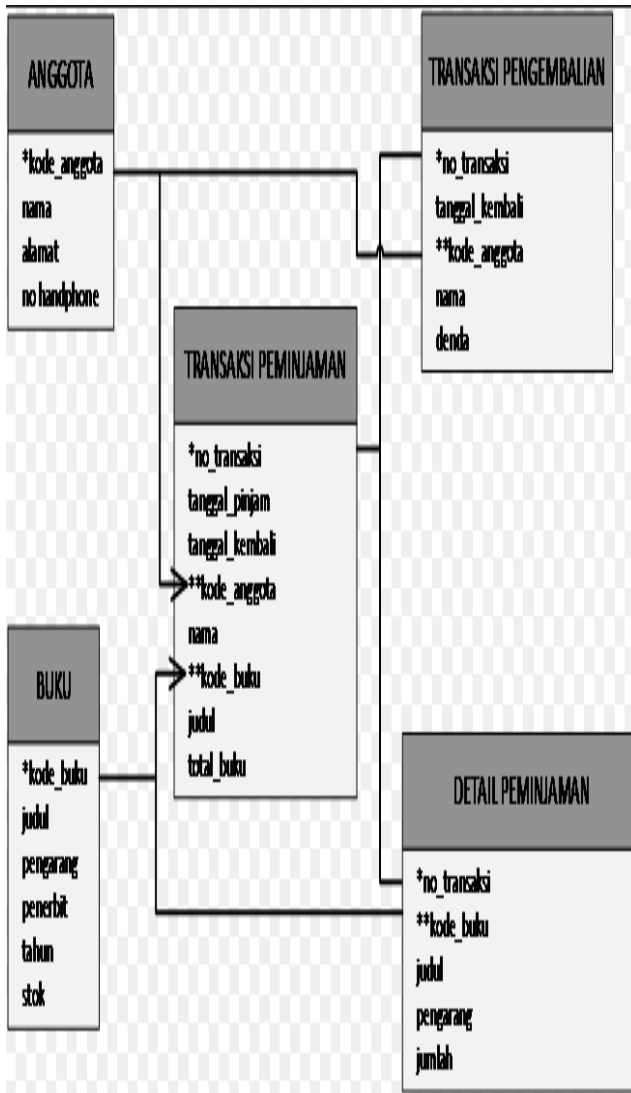 ANGGOTA
*kode_anggota
nama
alamat
no handphone
TRANSAKSI PENGEMBALIAN
*no_transaksi
tanggal_kembali
**kode_anggota
nama
denda
TRANSAKSI PEMINJAMAN
*no_transaksi
tanggal_pinjam
tanggal_kembali
**kode_anggota
nama
**kode_buku
judul
total_buku
BUKU
*kode_buku
judul
pengarang
penerbit
tahun
stok
DETAIL PEMINJAMAN
*no_transaksi
**kode_buku
judul
pengarang
jumlah